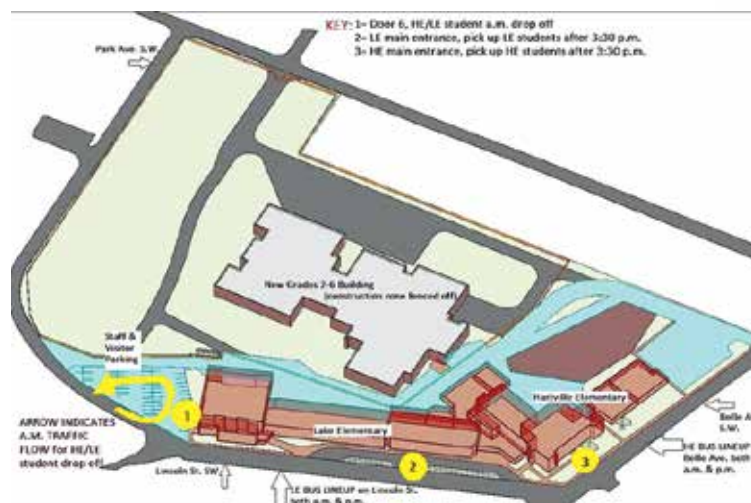 KEY: 1= Door 6, HE/LE student a.m. drop off
2= LE main entrance, pick up LE students after 3:30 p.m.
3= HE main entrance, pick up HE students after 3:30 p.m.
Park Ave. S.W.
New Grades 2-6 Building
(construction zone fenced off)
Staff &
Visitor
Parking
Hartville Elementary
1
ARROW INDICATES
A.M. TRAFFIC
FLOW for HE/LE
student drop off
Lake Elementary
Belle A
S.W.
HE BUS LINEUP
Belle Ave. both
a.m. & p.m.
2
3
Lincoln St. SW.
LE BUS LINEUP on Lincoln St.
both a.m. & p.m.